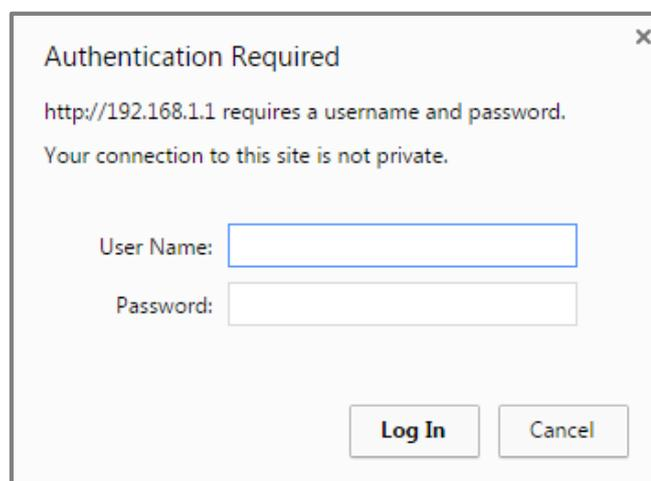 Authentication Required
http://192.168.1.1 requires a username and password.
Your connection to this site is not private.
User Name:
Password:
Log In Cancel